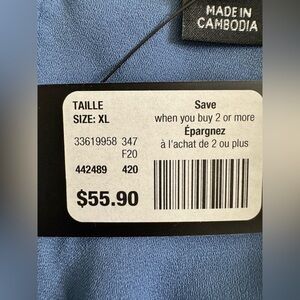 MADE IN
CAMBODIA
TAILLE
SIZE: XL
33619958 347
F20
442489 420
$55.90
Save
when you buy 2 or more
Épargnez
à l'achat de 2 ou plus